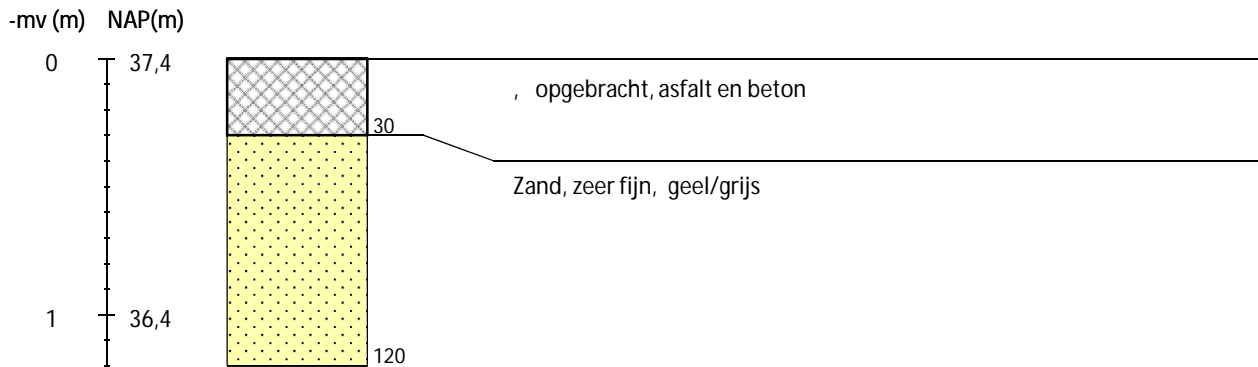 -mv (m) NAP(m)
0 37,4
, opgebracht, asfalt en beton
30
Zand, zeer fijn, geel/grijs
1 36,4
120